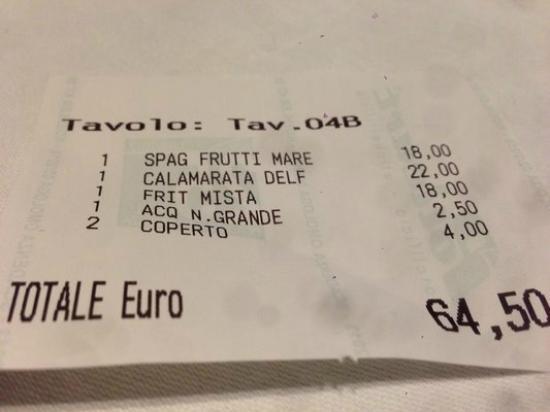 Tavolo: Tav.04B
1 SPAG FRUTTI MARE 18,00
1 CALAMARATA DELF 22,00
1 FRIT MISTA 18,00
1 ACQ N.GRANDE 2,50
2 COPERTO 4,00
TOTALE Euro 64,50